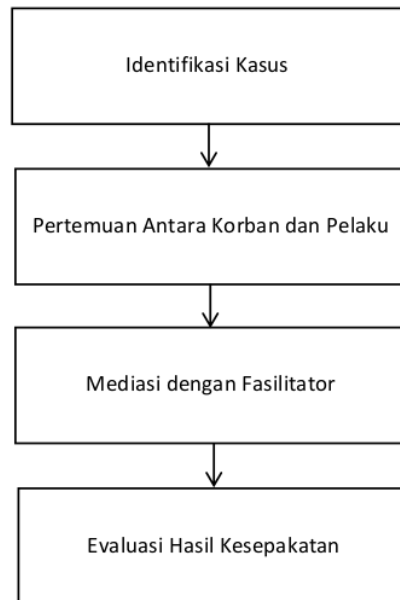 Identifikasi Kasus
Pertemuan Antara Korban dan Pelaku
Mediasi dengan Fasilitator
Evaluasi Hasil Kesepakatan